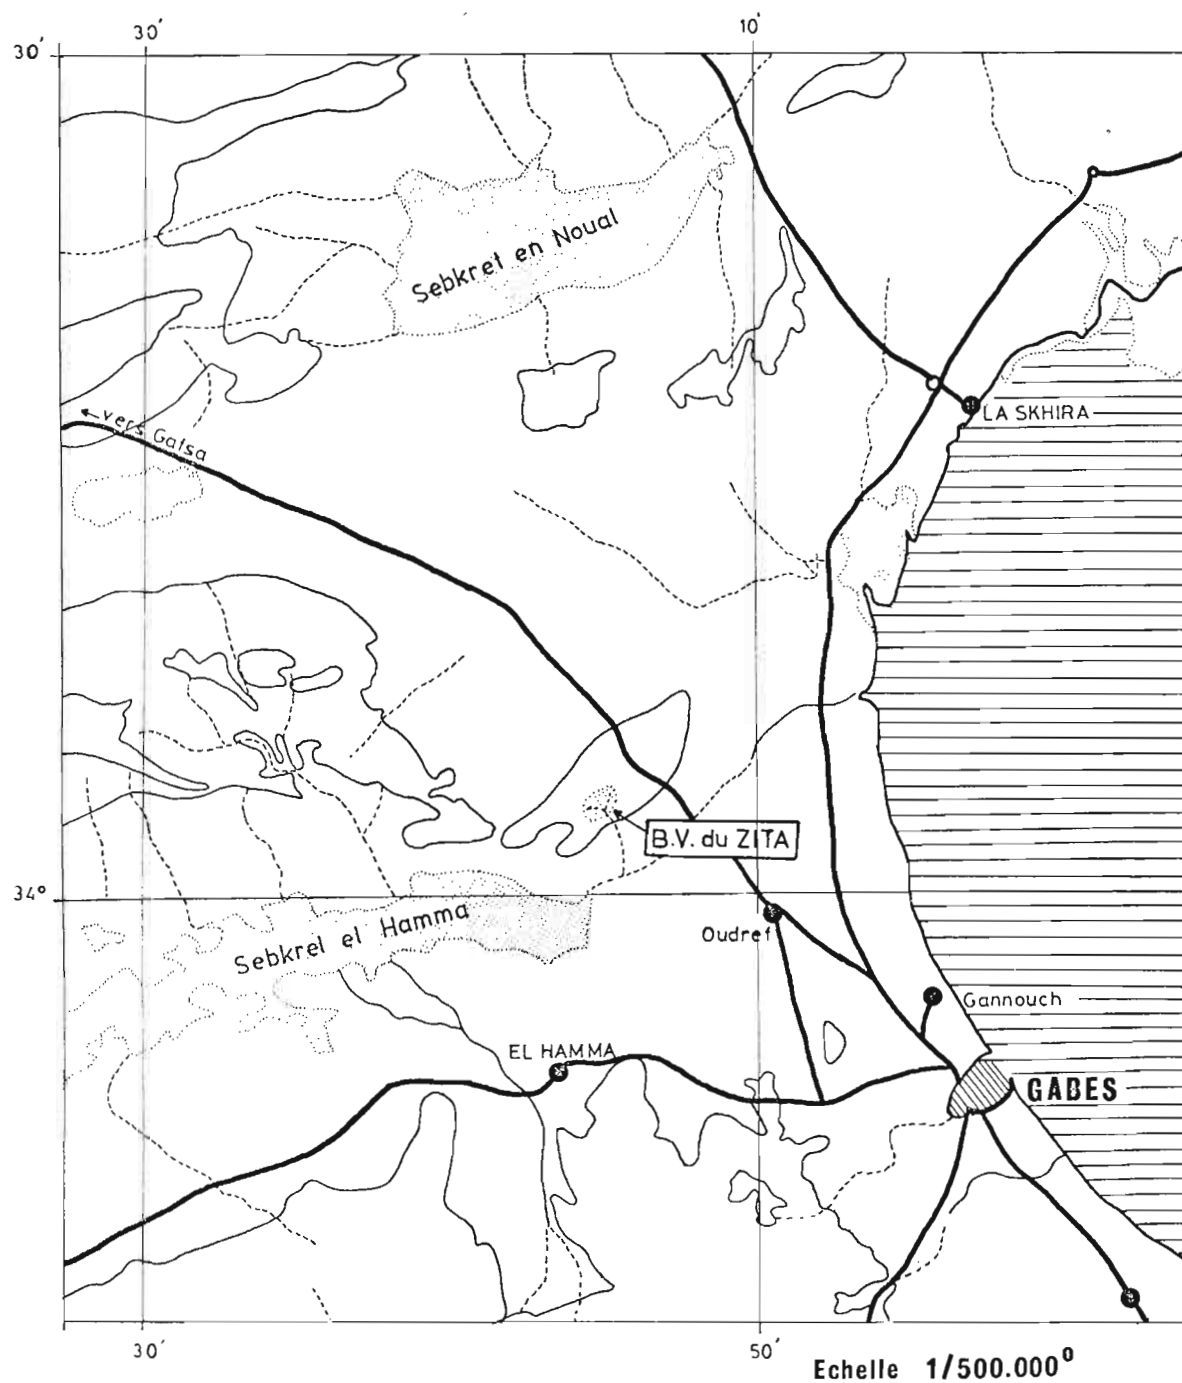 30'
10'
30'
Sebkret en Noual
LA SKHIRA
vers Gafsa
B.V. du ZITA
34°
Sebkrel el Hamma
Oudref
Gannouch
EL HAMMA
GABES
30'
50'
Echelle 1/500.000°